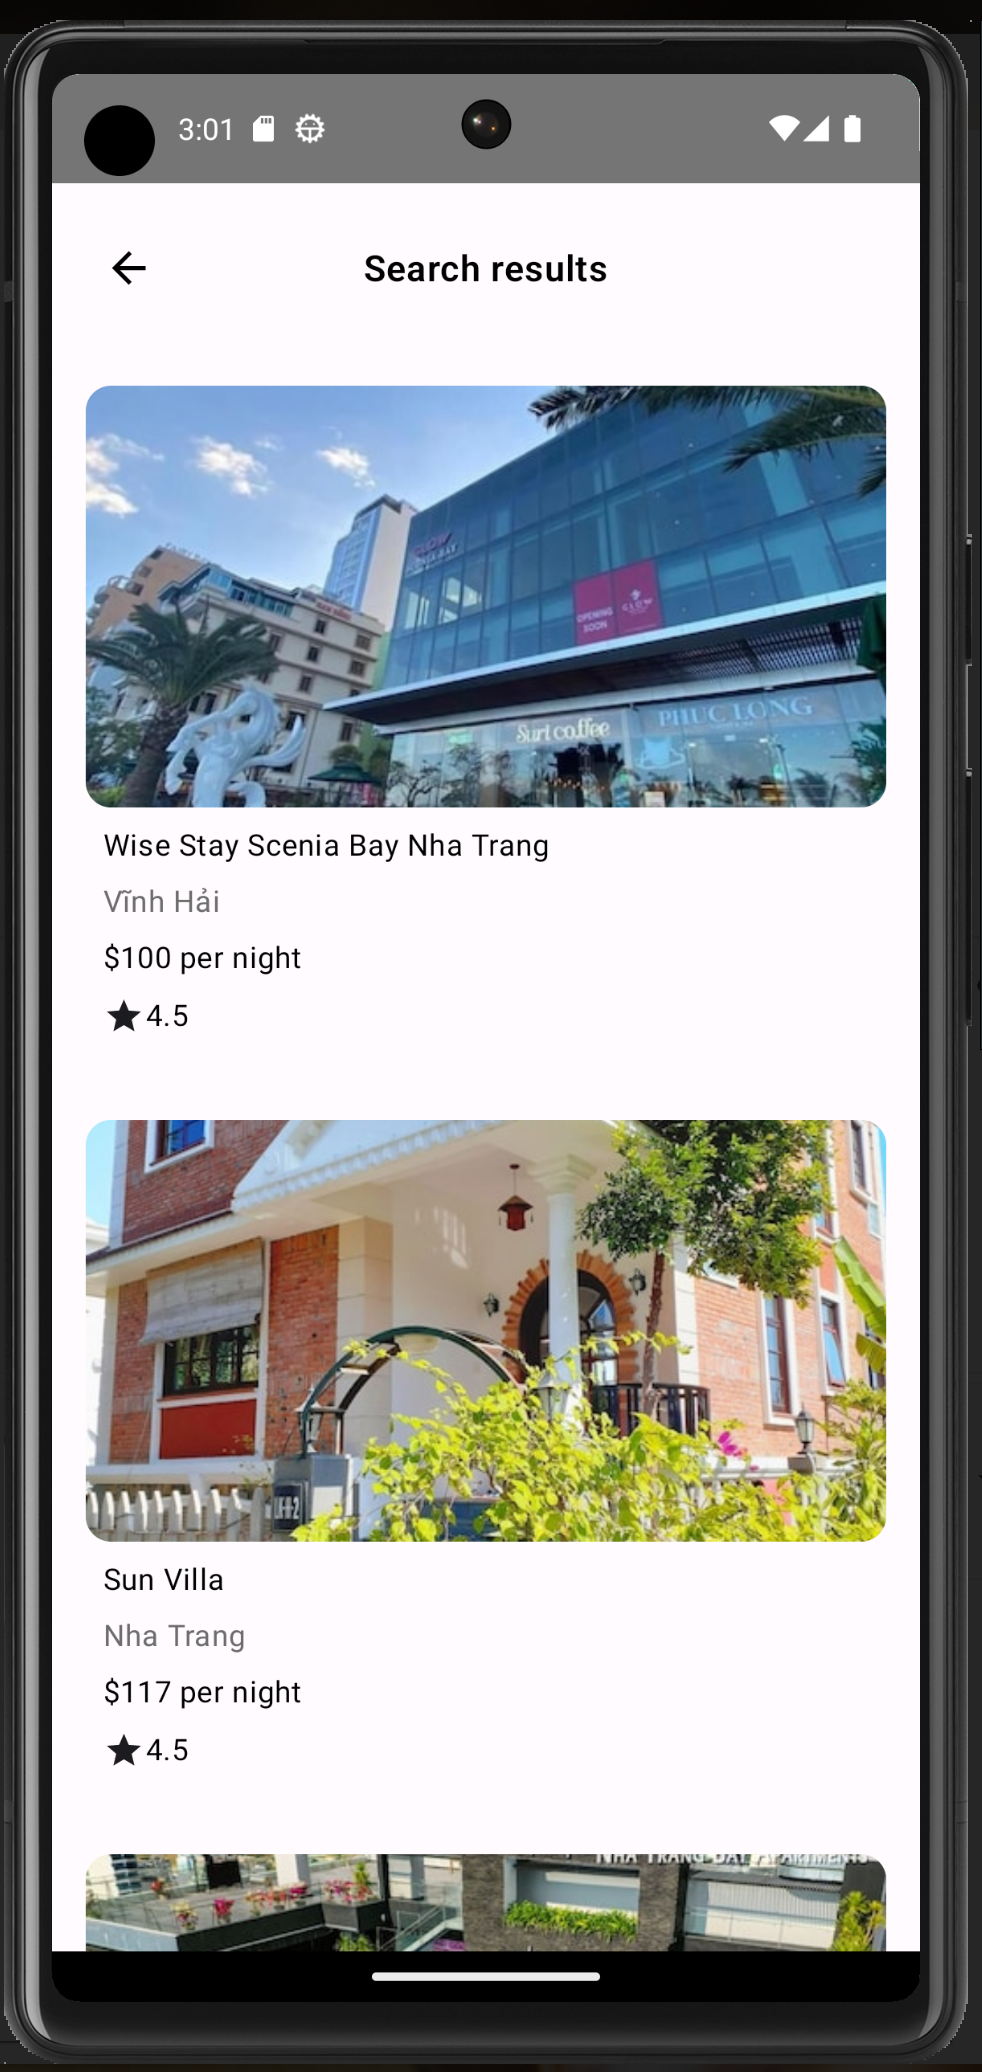 3:01
Search results
GLOW
OPENING
SOON
GLOW
Surf coffee
PHUC LONG
Wise Stay Scenia Bay Nha Trang
Vĩnh Hải
$100 per night
4.5
Sun Villa
Nha Trang
$117 per night
4.5
NHA TRANG BAY APARTMENTS